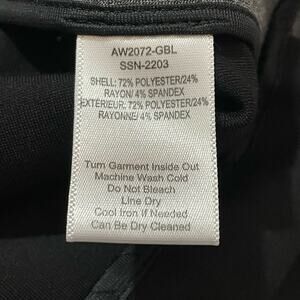 AW2072-GBL
SSN-2203
SHELL: 72% POLYESTER/24%
RAYON/ 4% SPANDEX
EXTÉRIEUR: 72% POLYESTER/24%
RAYONNE/ 4% SPANDEX
Turn Garment Inside Out
Machine Wash Cold
Do Not Bleach
Line Dry
Cool Iron if Needed
Can Be Dry Cleaned